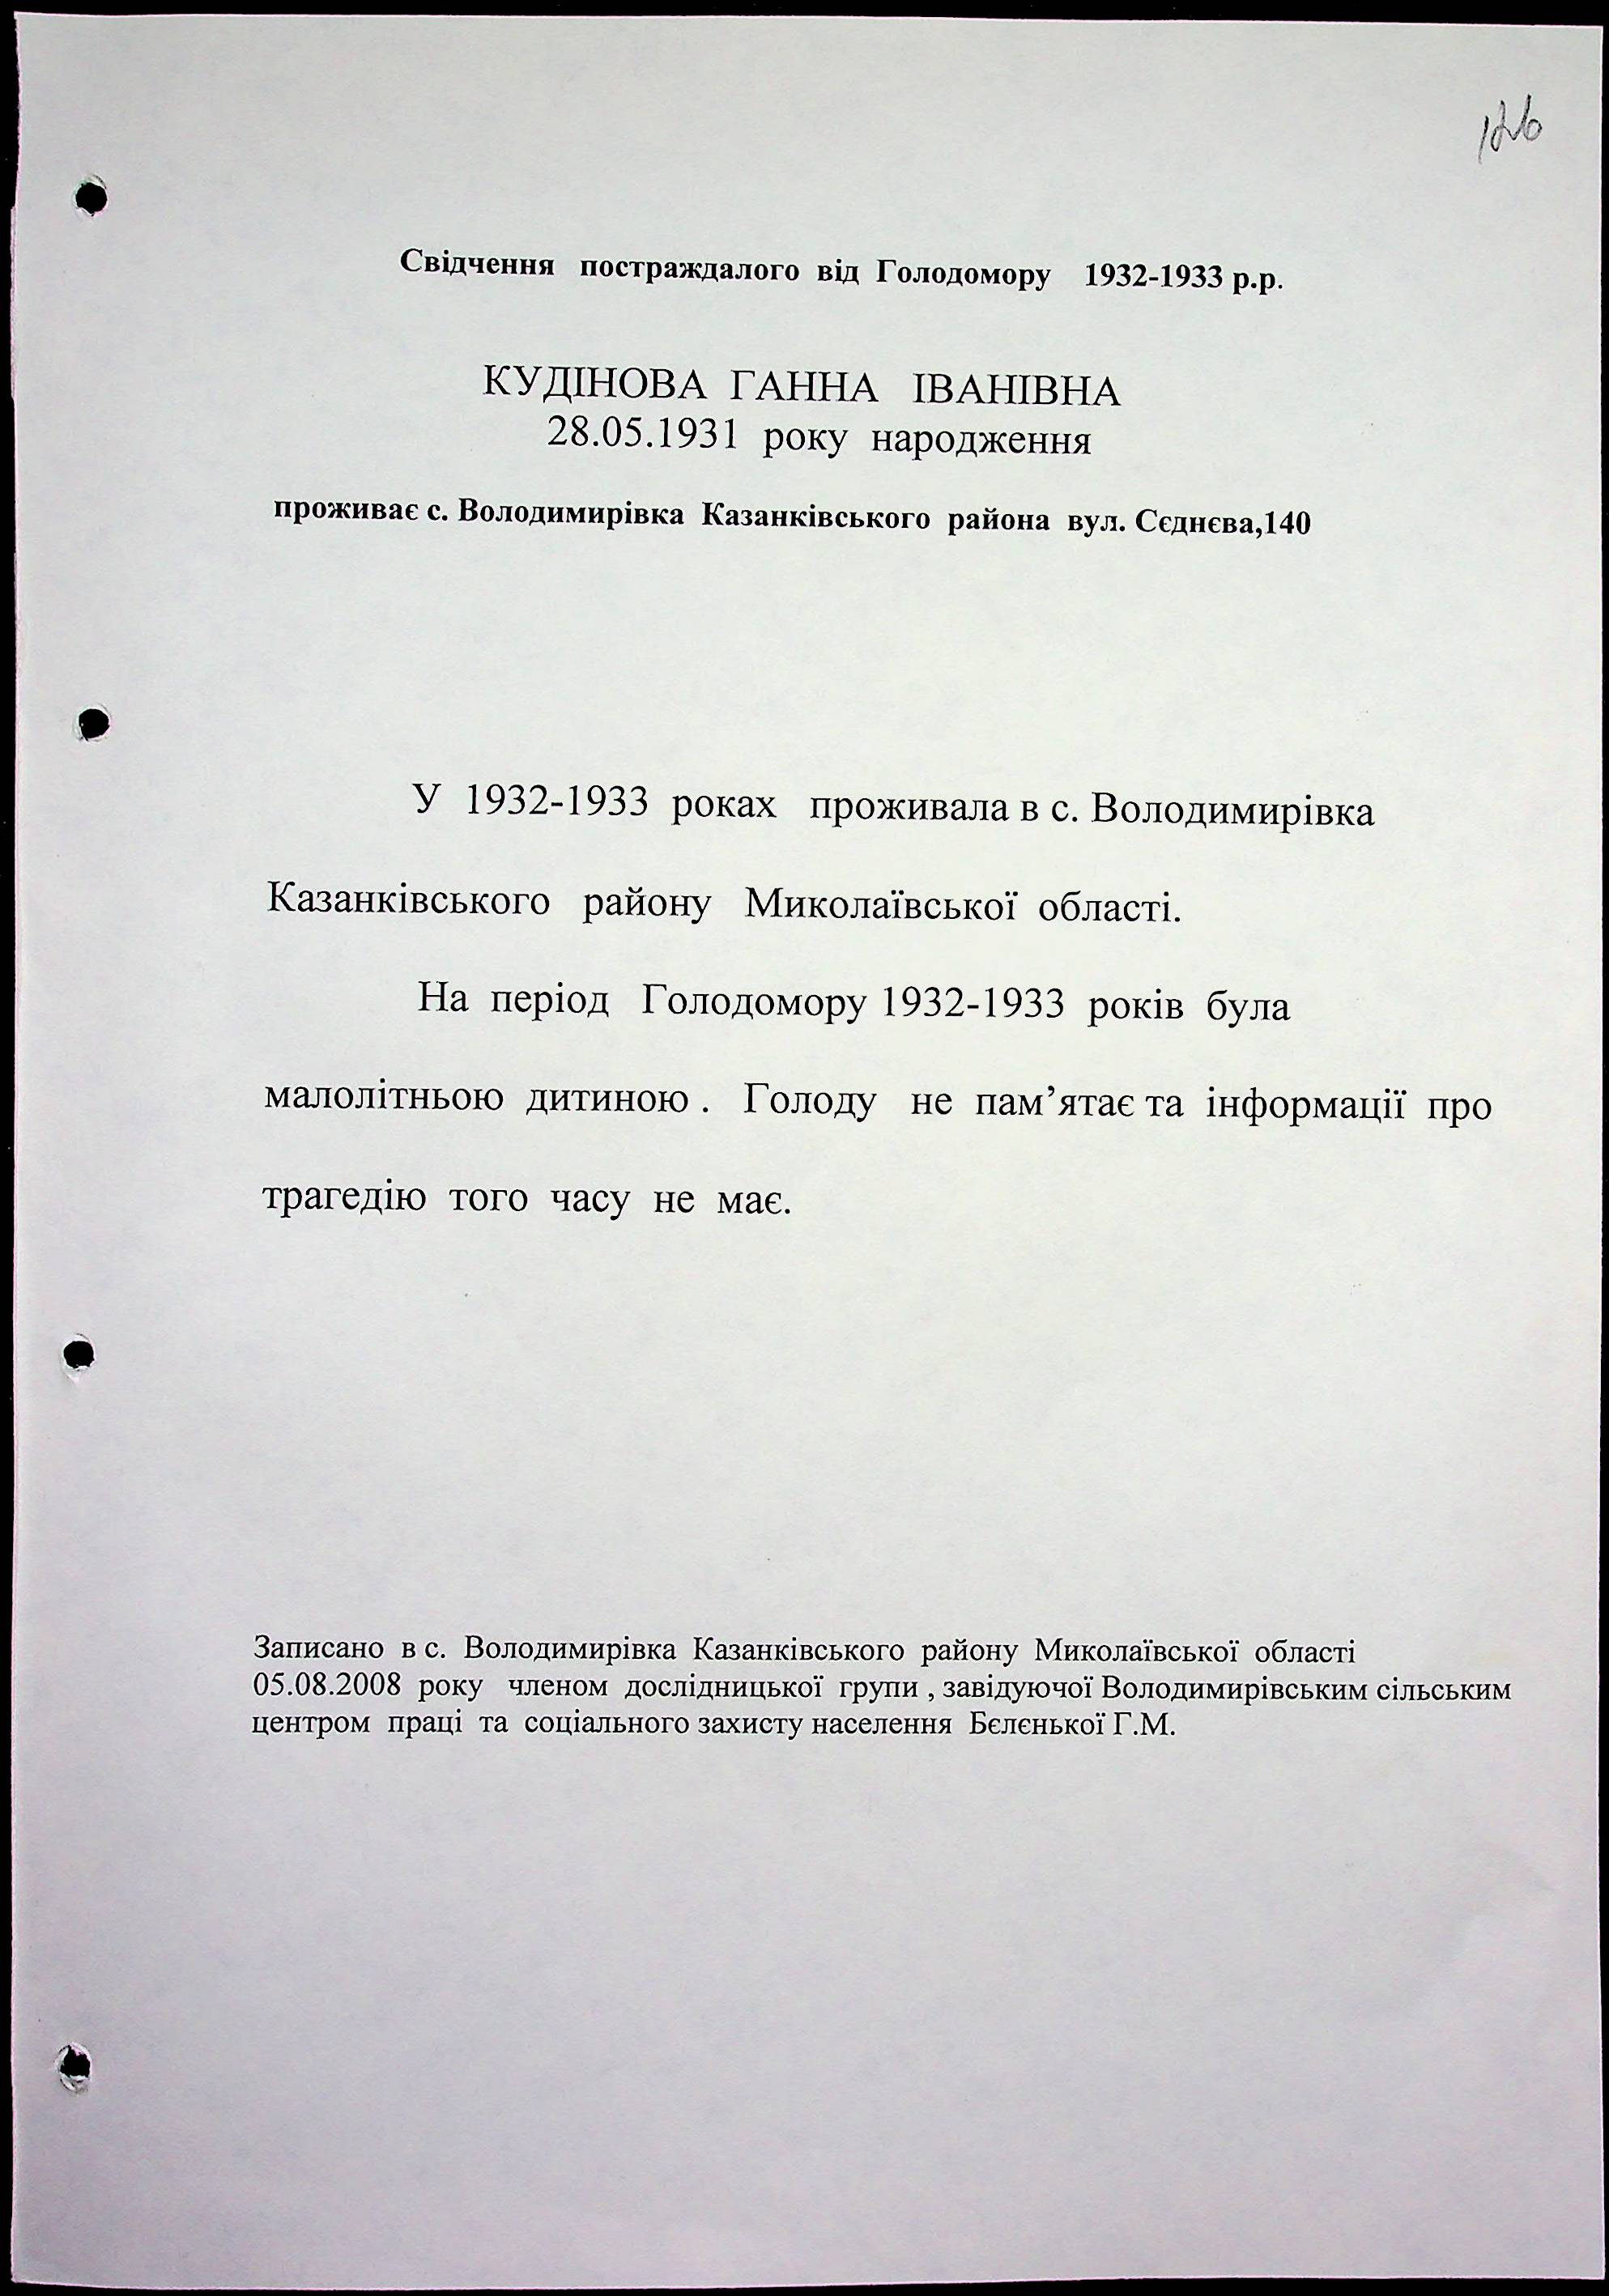 126
Свідчення постраждалого від Голодомору 1932-1933 р.р.
КУДІНОВА ГАННА ІВАНІВНА
28.05.1931 року народження
проживає с. Володимирівка Казанківського района вул. Сєднєва,140
У 1932-1933 роках проживала в с. Володимирівка
Казанківського району Миколаївської області.
На період Голодомору 1932-1933 років була
малолітньою дитиною . Голоду не пам’ятає та інформації про
трагедію того часу не має.
Записано в с. Володимирівка Казанківського району Миколаївської області
05.08.2008 року членом дослідницької групи , завідуючої Володимирівським сільським
центром праці та соціального захисту населення Бєлєнької Г.М.